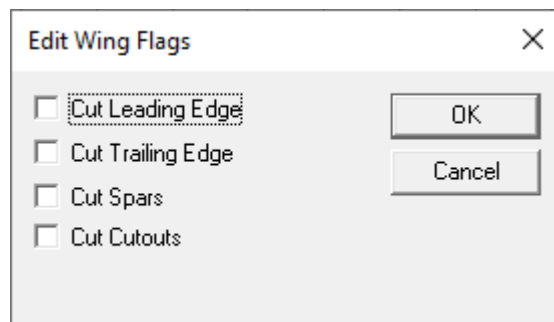 Edit Wing Flags
Cut Leading Edge
OK
Cut Trailing Edge
Cancel
Cut Spars
Cut Cutouts